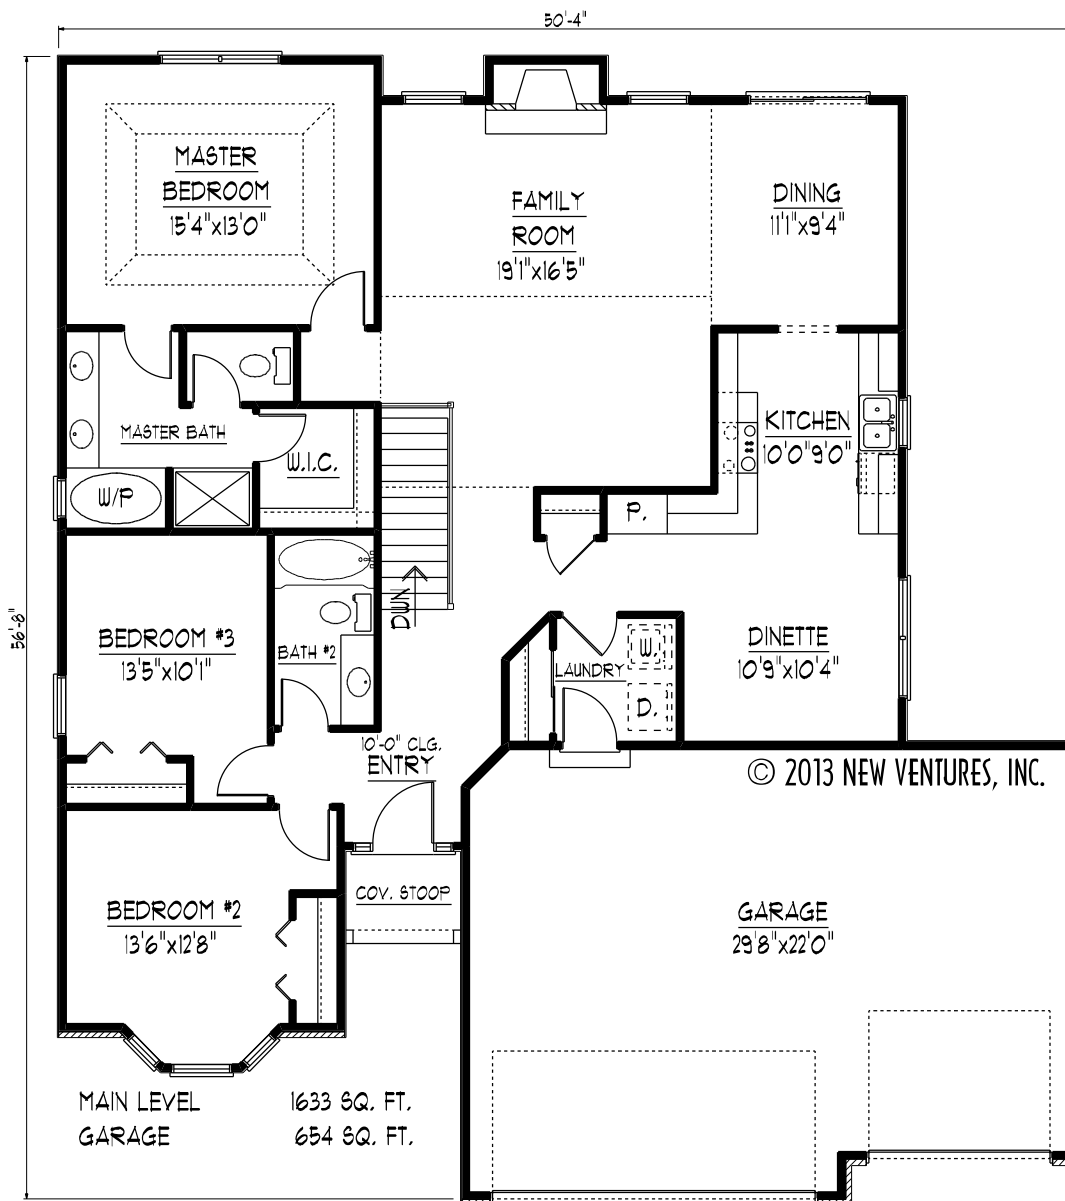 50'-4"
MASTER
BEDROOM
15'4"x13'0"
FAMILY
ROOM
19'1"x16'5"
DINING
11'1"x9'4"
MASTER BATH
W.I.C.
W/P
KITCHEN
10'0"9'0"
P.
DWN
56'-8"
BEDROOM #3
13'5"x10'1"
BATH #2
LAUNDRY
W.
D.
DINETTE
10'9"x10'4"
10'-0" CLG.
ENTRY
© 2013 NEW VENTURES, INC.
COV. STOOP
BEDROOM #2
13'6"x12'8"
GARAGE
29'8"x22'0"
MAIN LEVEL 1633 SQ. FT.
GARAGE 654 SQ. FT.